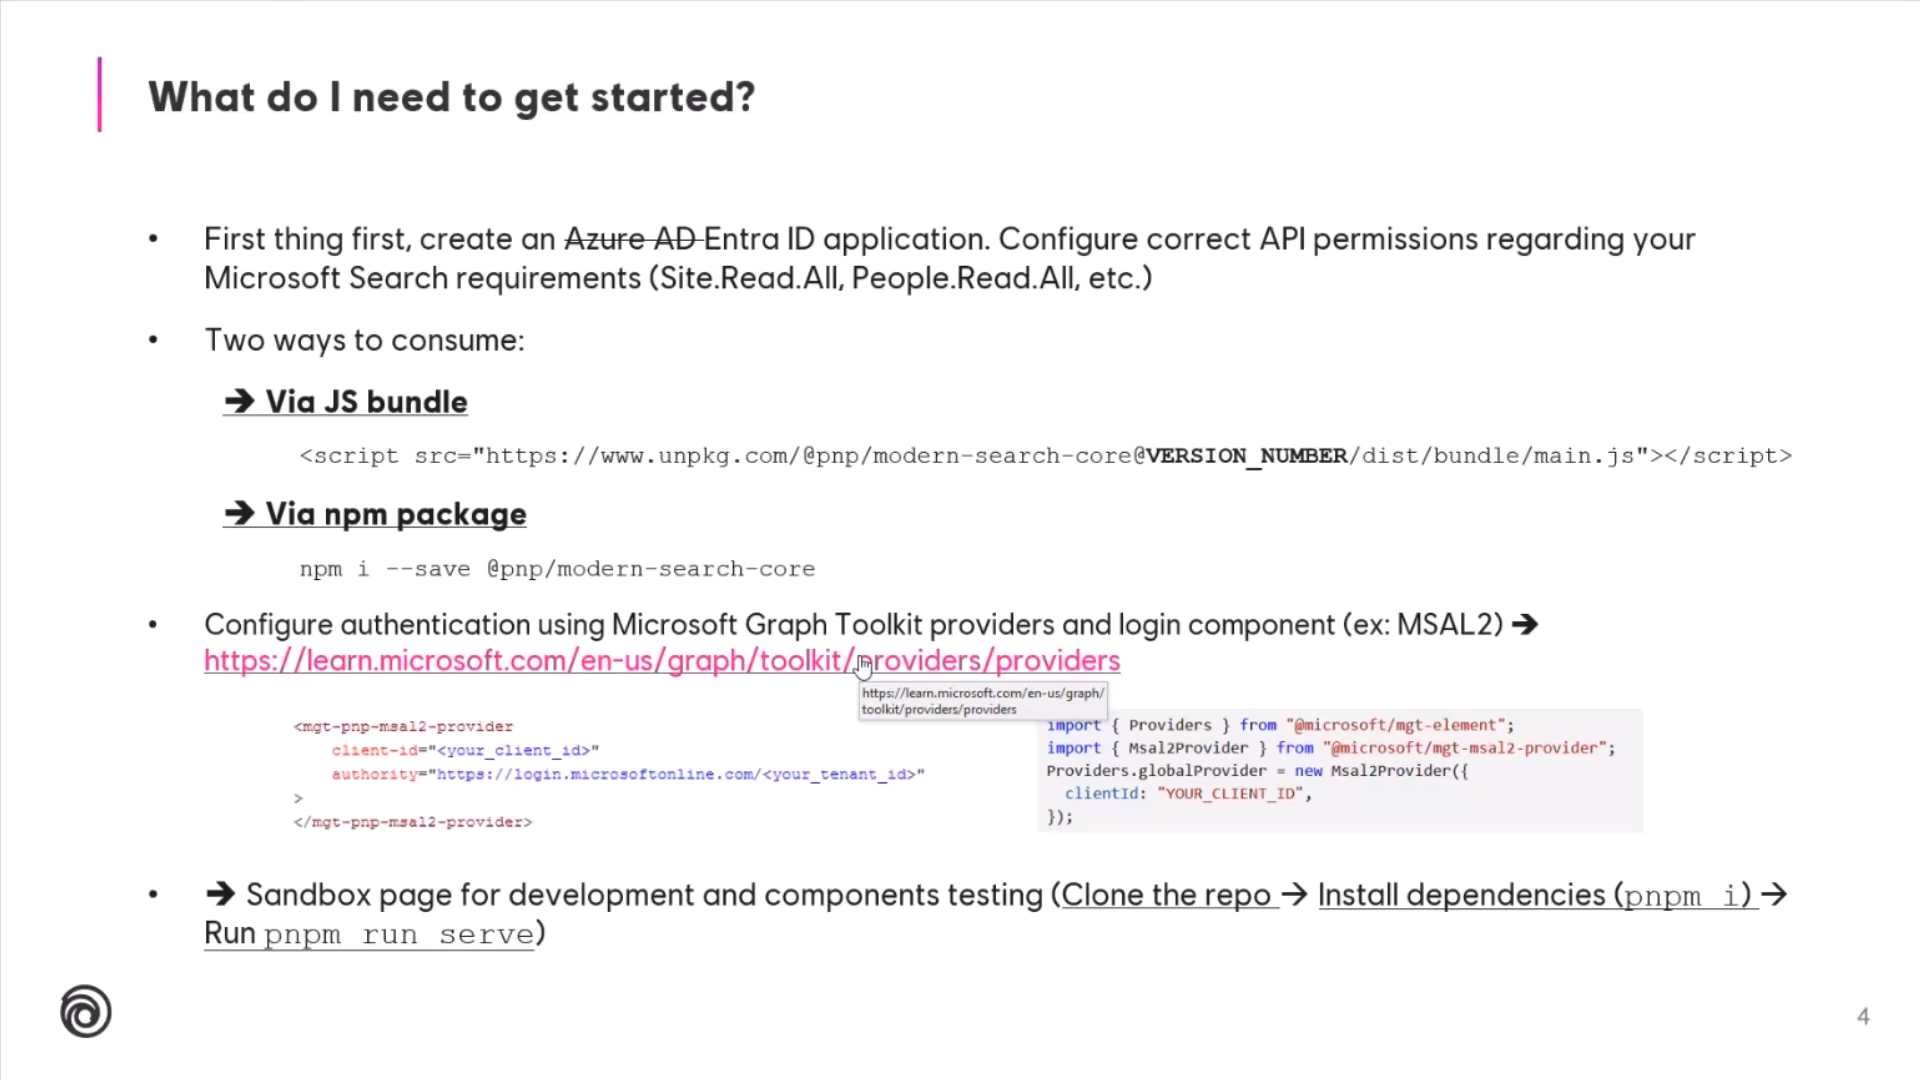 What do I need to get started?
• First thing first, create an Azure AD Entra ID application. Configure correct API permissions regarding your
Microsoft Search requirements (Site.Read.All, People.Read.All, etc.)
• Two ways to consume:
➔ Via JS bundle
<script src="https://www.unpkg.com/@pnp/modern-search-core@VERSION_NUMBER/dist/bundle/main.js"></script>
➔ Via npm package
npm i --save @pnp/modern-search-core
• Configure authentication using Microsoft Graph Toolkit providers and login component (ex: MSAL2) ➔
https://learn.microsoft.com/en-us/graph/toolkit/providers/providers
https://learn.microsoft.com/en-us/graph/
toolkit/providers/providers
<mgt-pnp-msal2-provider
client-id="<your_client_id>"
authority="https://login.microsoftonline.com/<your_tenant_id>"
>
</mgt-pnp-msal2-provider>
import { Providers } from "@microsoft/mgt-element";
import { Msal2Provider } from "@microsoft/mgt-msal2-provider";
Providers.globalProvider = new Msal2Provider({
clientId: "YOUR_CLIENT_ID",
});
• ➔ Sandbox page for development and components testing (Clone the repo → Install dependencies (pnpm i) →
Run pnpm run serve)
4